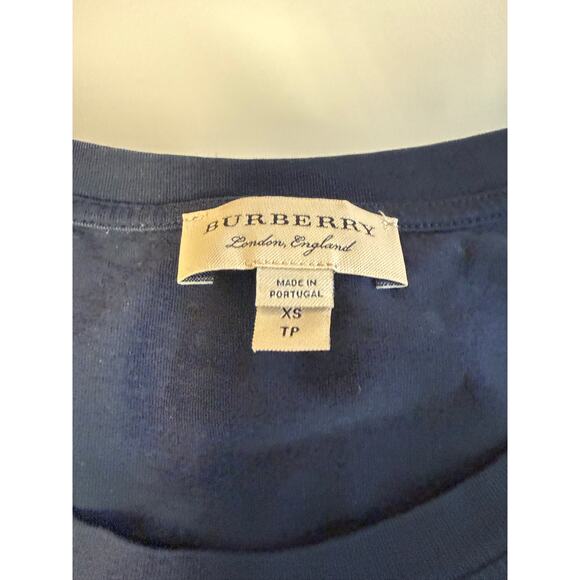 BURBERRY
London, England
MADE IN
PORTUGAL
XS
TP